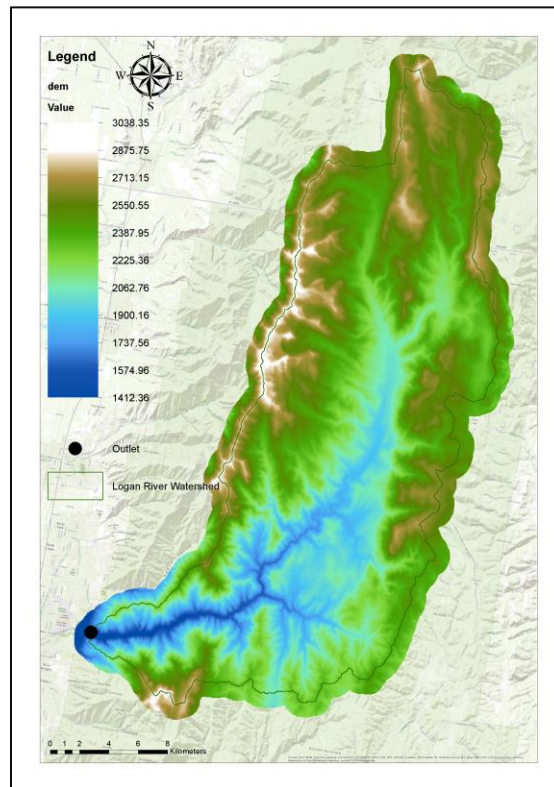 Legend
N
W E
S
dem
Value
3038.35
2875.75
2713.15
2550.55
2387.95
2225.36
2062.76
1900.16
1737.56
1574.96
1412.36
Outlet
Logan River Watershed
0 1 2 4 6 8
Kilometers